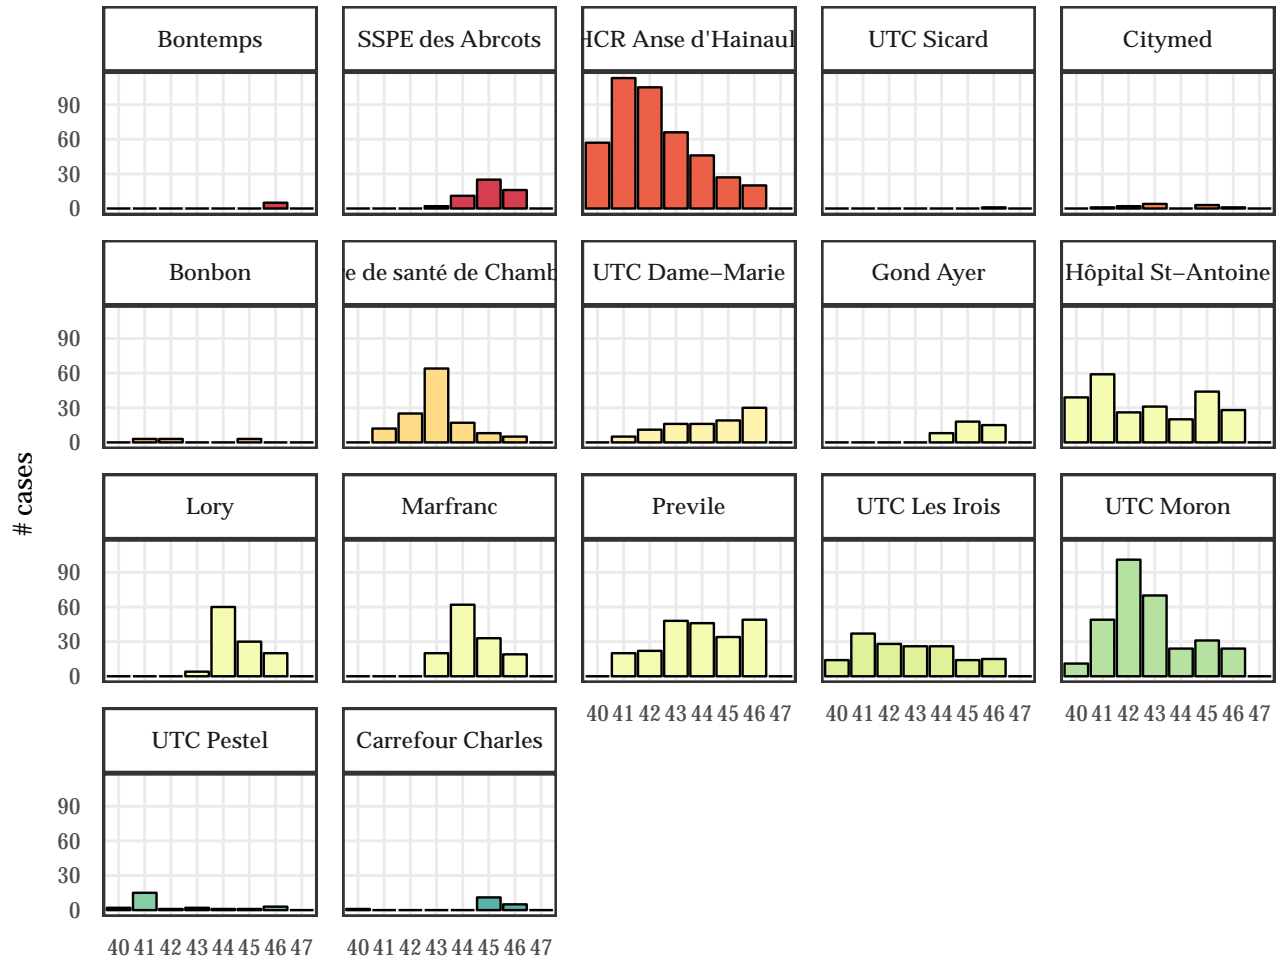 Bontemps
SSPE des Abrcots
HCR Anse d'Hainaul
UTC Sicard
Citymed
90
60
30
0
Bonbon
e de santé de Chamb
UTC Dame−Marie
Gond Ayer
Hôpital St−Antoine
90
60
30
0
# cases
Lory
Marfranc
Previle
UTC Les Irois
UTC Moron
90
60
30
0
40 41 42 43 44 45 46 47
40 41 42 43 44 45 46 47
40 41 42 43 44 45 46 47
UTC Pestel
Carrefour Charles
90
60
30
0
40 41 42 43 44 45 46 47
40 41 42 43 44 45 46 47